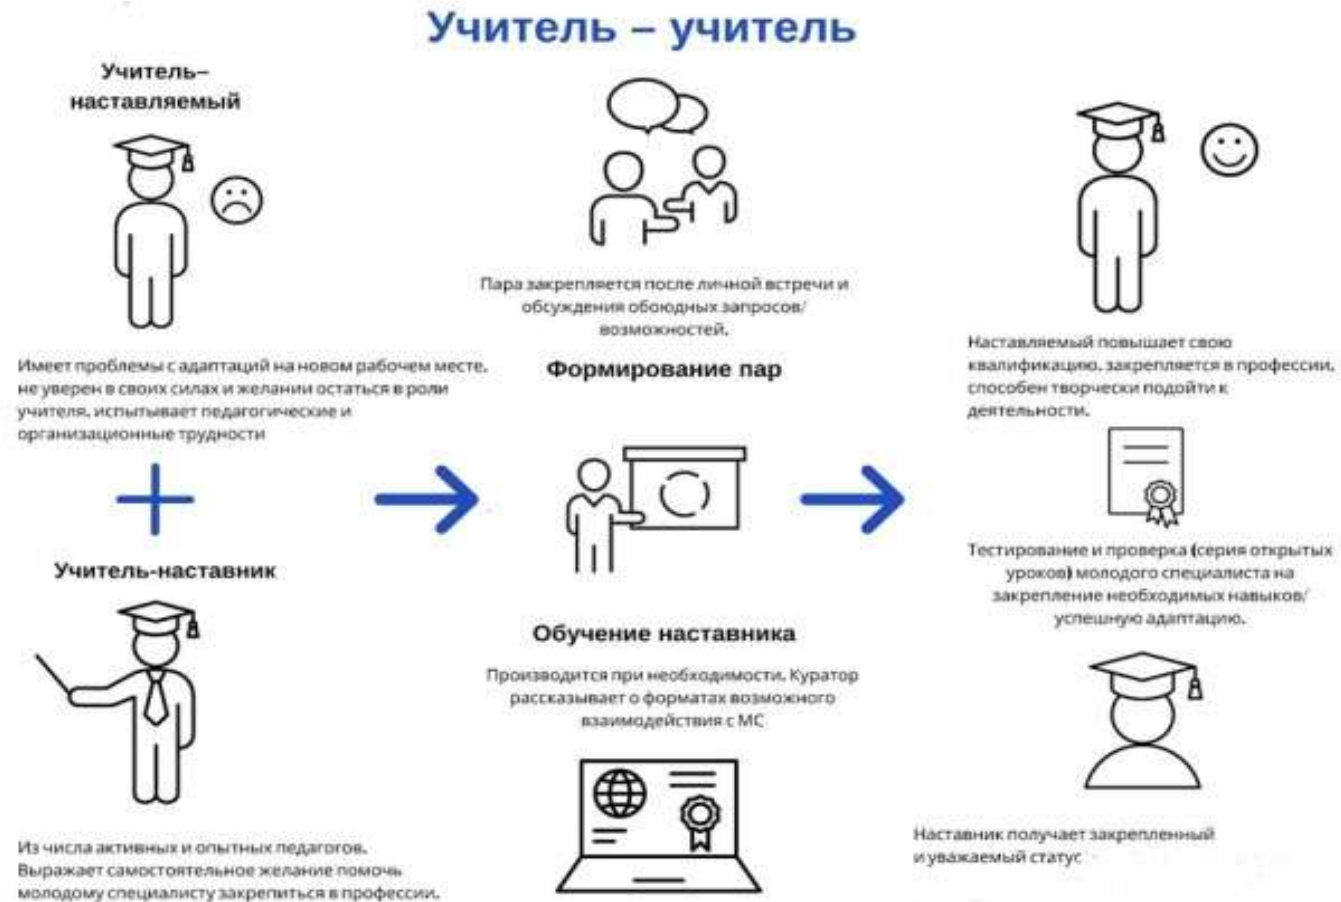 Учитель – учитель
Учитель–
наставляемый
Имеет проблемы с адаптаций на новом рабочем месте,
не уверен в своих силах и желании остаться в роли
учителя, испытывает педагогические и
организационные трудности
Учитель-наставник
Из числа активных и опытных педагогов.
Выражает самостоятельное желание помочь
молодому специалисту закрепиться в профессии.
Пара закрепляется после личной встречи и
обсуждения обоюдных запросов/
возможностей.
Формирование пар
Обучение наставника
Производится при необходимости. Куратор
рассказывает о форматах возможного
взаимодействия с МС
Наставляемый повышает свою
квалификацию, закрепляется в профессии,
способен творчески подойти к
деятельности.
Тестирование и проверка (серия открытых
уроков) молодого специалиста на
закрепление необходимых навыков/
успешную адаптацию.
Наставник получает закрепленный
и уважаемый статус